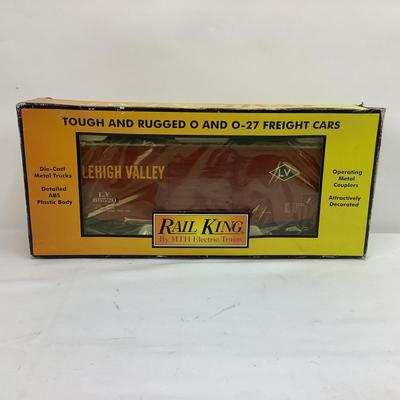 TOUGH AND RUGGED O AND O-27 FREIGHT CARS
Die-Cast
Metal Trucks
Detailed
ABS
Plastic Body
LEHIGH VALLEY
L.V.
86520
LV
Operating
Metal
Couplers
Attractively
Decorated
RAIL KING
By MTH Electric Trains